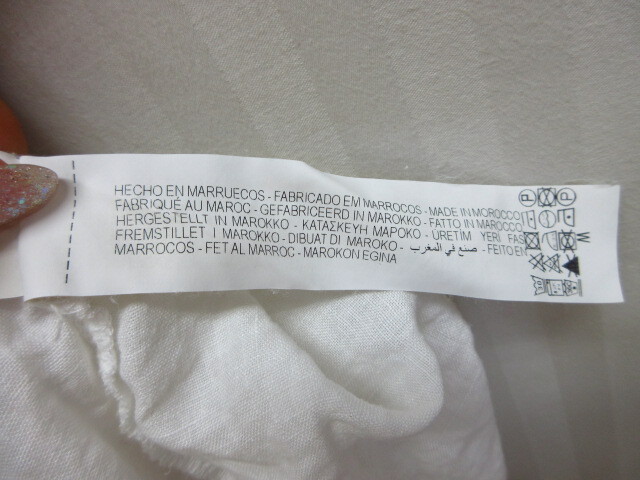 HECHO EN MARRUECOS - FABRICADO EM MARROCOS - MADE IN MOROCCO
FABRIQUÉ AU MAROC - GEFABRICEERD IN MAROKKO - FATTO IN MAROCCO
HERGESTELLT IN MAROKKO - ΚΑΤΑΣΚΕΥΗ ΜΑΡΟΚΟ - ÜRETİM YERİ FAS
FREMSTILLET I MAROKKO - DIBUAT DI MAROKO - صنع في المغرب - FEITO EN
MARROCOS - FET AL MARROC - MAROKON EGINA
P P
W